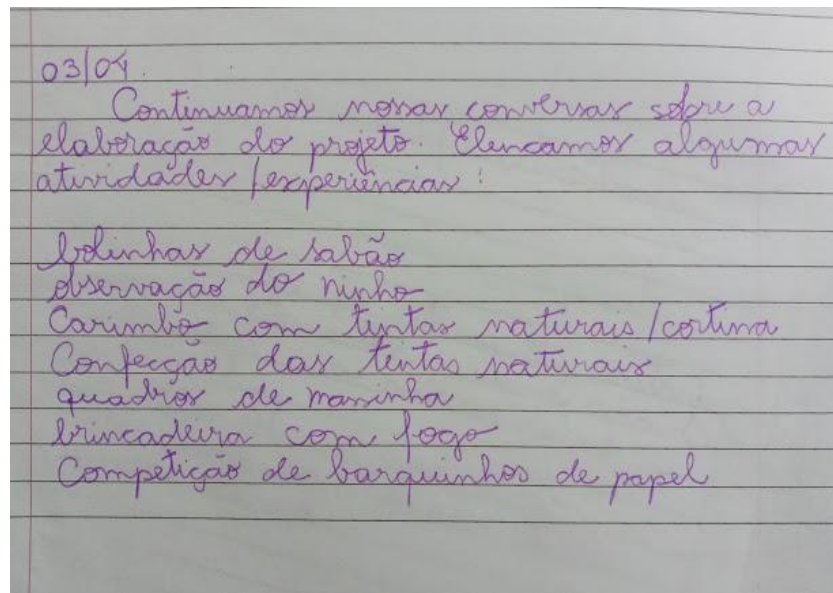 03/04.
Continuamos nossas conversas sobre a
elaboração do projeto. Elencamos algumas
atividades/experiências:
bolinhas de sabão
observação do ninho
Carimbo com tintas naturais/cortina
Confecção das tintas naturais
quadros de massinha
brincadeira com fogo
Competição de barquinhos de papel